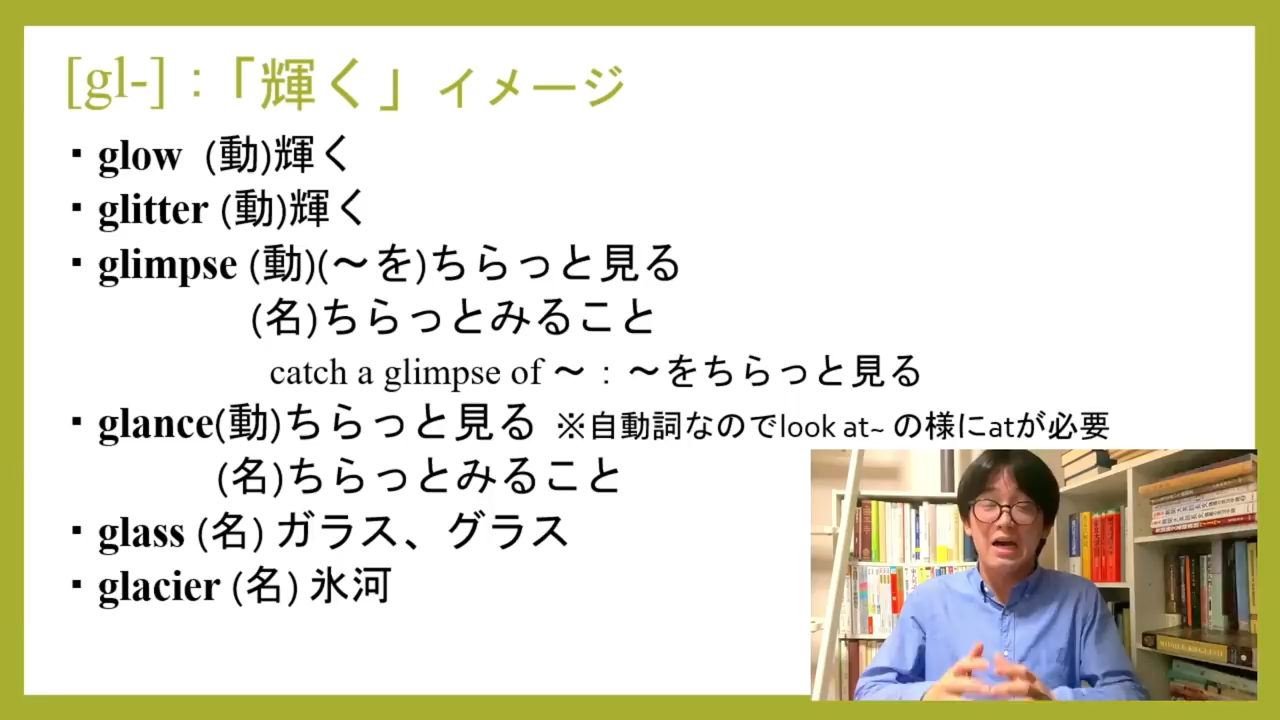 [gl-]：「輝く」イメージ
・glow (動)輝く
・glitter (動)輝く
・glimpse (動)(～を)ちらっと見る
(名)ちらっとみること
catch a glimpse of ～：～をちらっと見る
・glance(動)ちらっと見る ※自動詞なのでlook at~ の様にatが必要
(名)ちらっとみること
・glass (名) ガラス、グラス
・glacier (名) 氷河